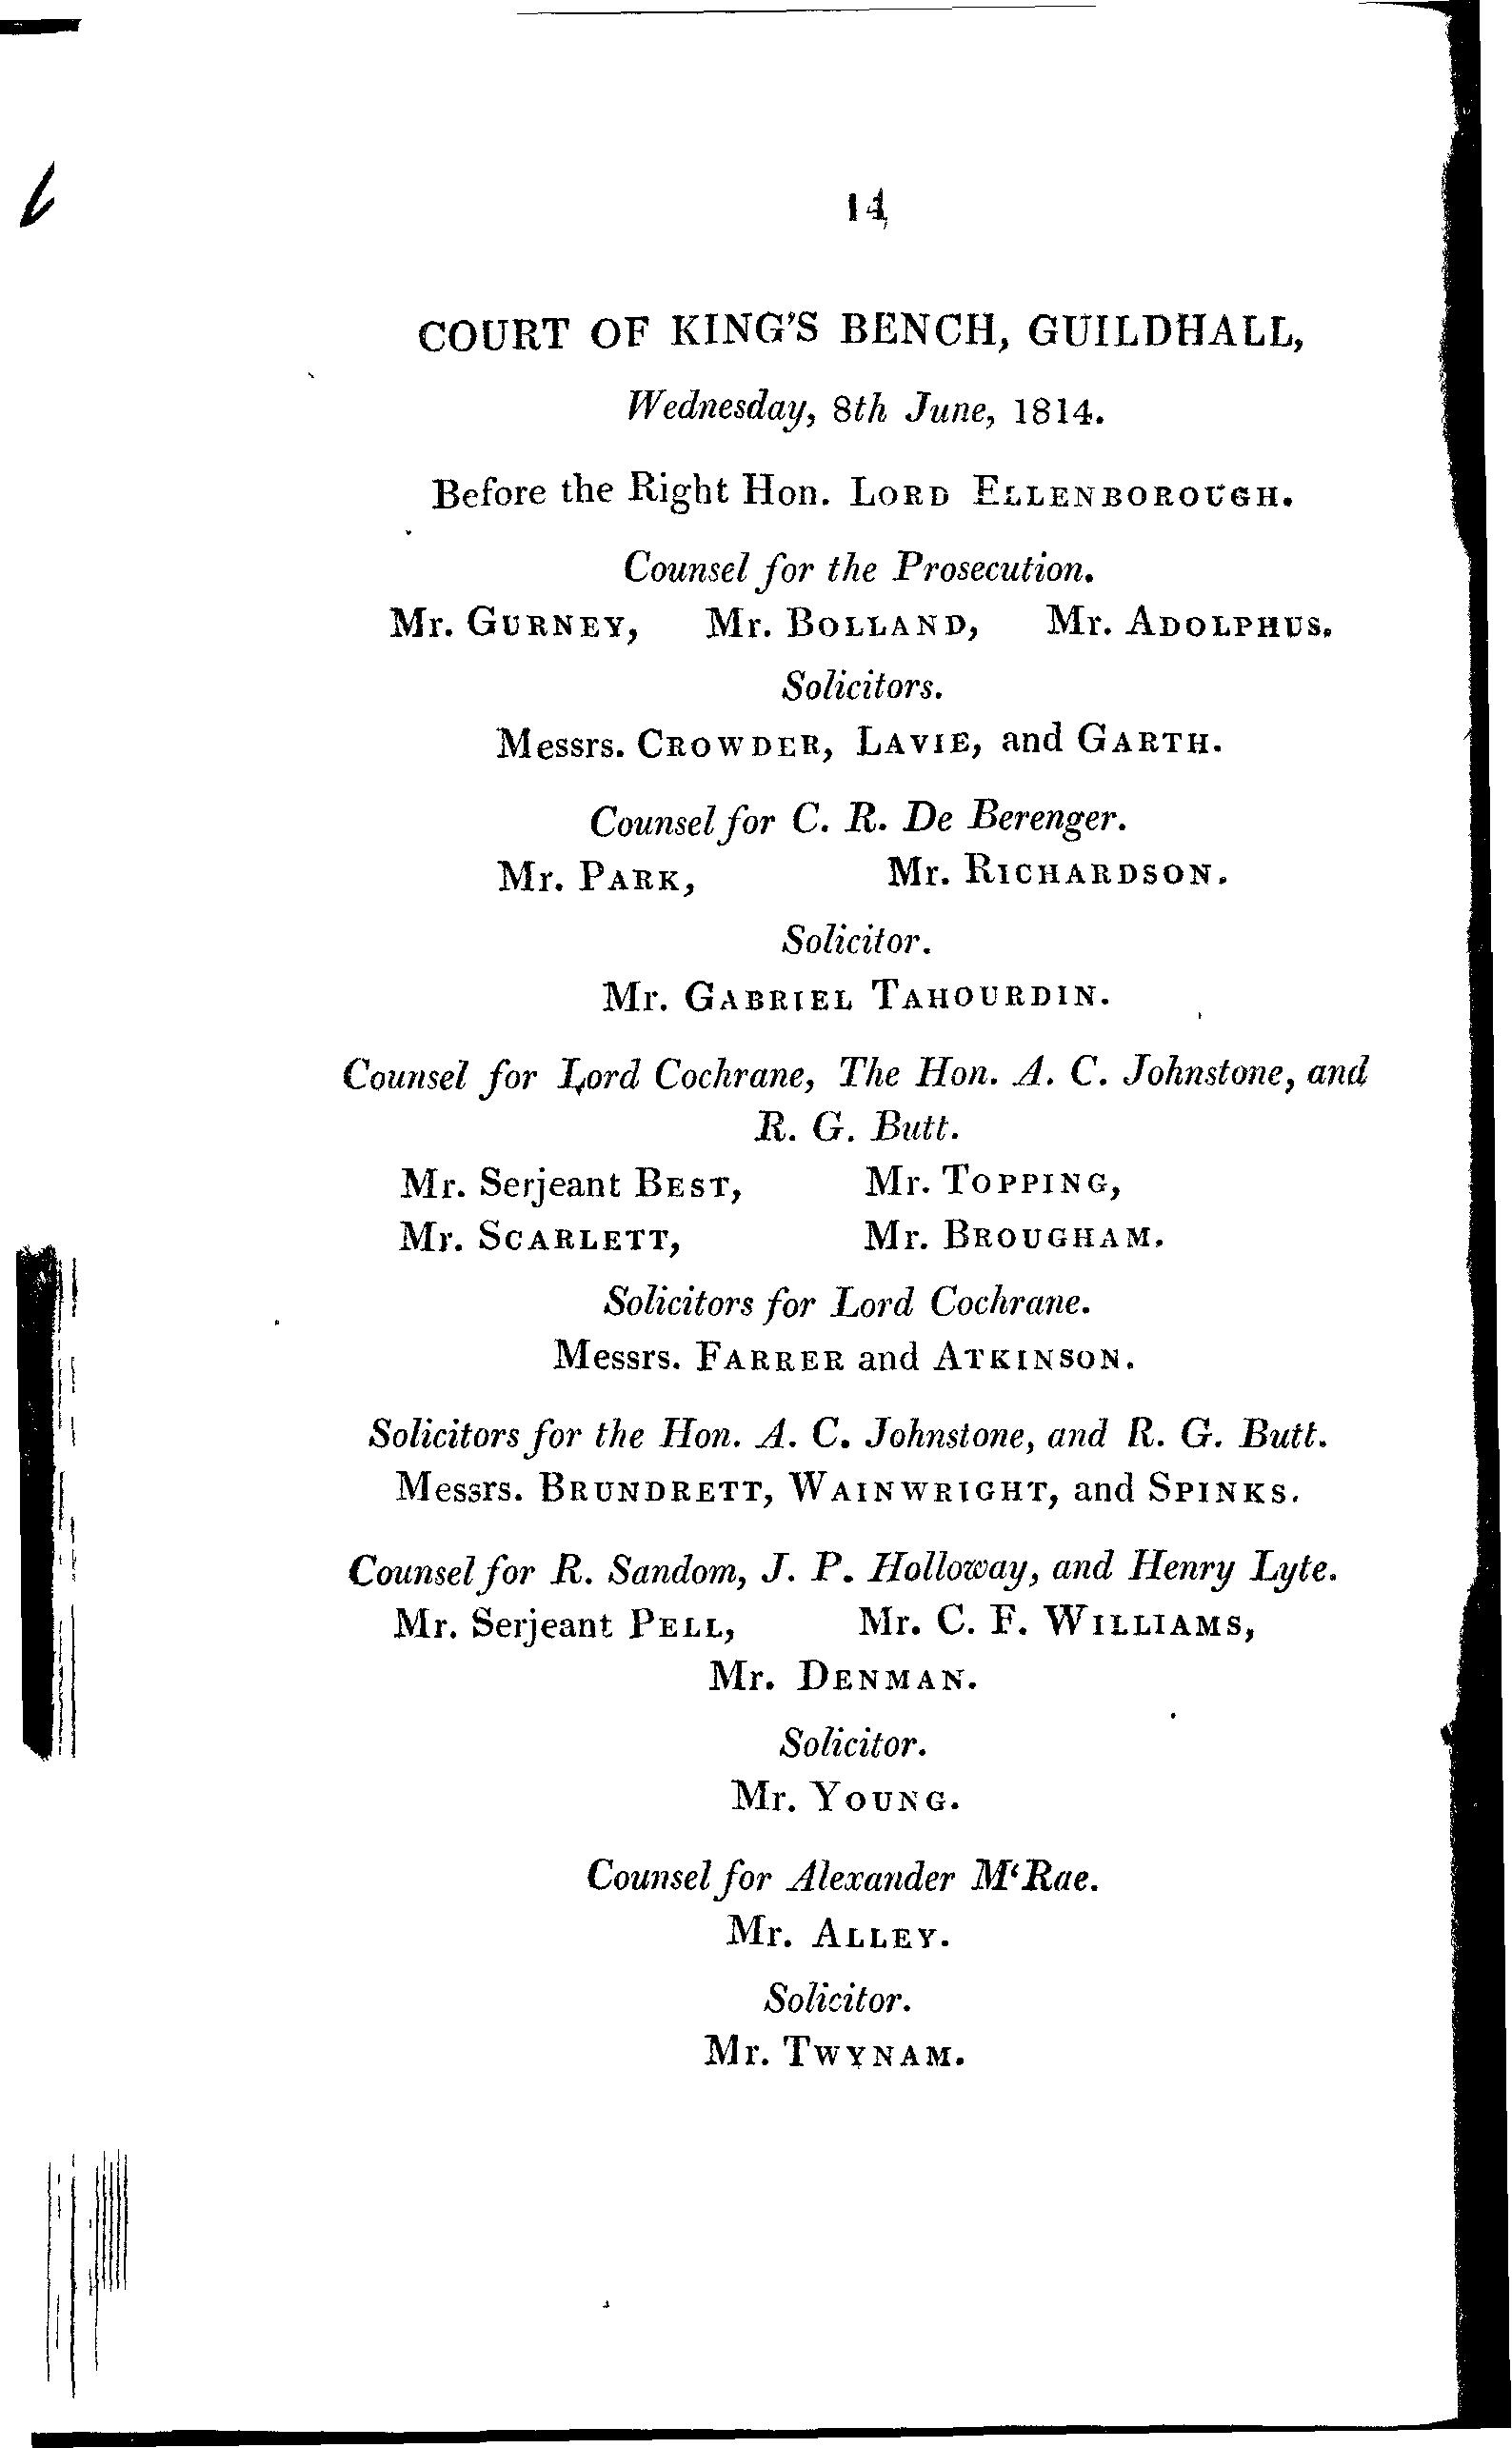 14
COURT OF KING'S BENCH, GUILDHALL,
Wednesday, 8th June, 1814.
Before the Right Hon. LORD ELLENBOROUGH.
Counsel for the Prosecution.
Mr. GURNEY, Mr. BOLLAND, Mr. ADOLPHUS.
Solicitors.
Messrs. CROWDER, LAVIE, and GARTH.
Counsel for C. R. De Berenger.
Mr. PARK, Mr. RICHARDSON.
Solicitor.
Mr. GABRIEL TAHOURDIN.
Counsel for Lord Cochrane, The Hon. A. C. Johnstone, and
R. G. Butt.
Mr. Serjeant BEST, Mr. TOPPING,
Mr. SCARLETT, Mr. BROUGHAM.
Solicitors for Lord Cochrane.
Messrs. FARRER and ATKINSON.
Solicitors for the Hon. A. C. Johnstone, and R. G. Butt.
Messrs. BRUNDRETT, WAINWRIGHT, and SPINKS.
Counsel for R. Sandom, J. P. Holloway, and Henry Lyte.
Mr. Serjeant PELL, Mr. C. F. WILLIAMS,
Mr. DENMAN.
Solicitor.
Mr. YOUNG.
Counsel for Alexander M‘Rae.
Mr. ALLEY.
Solicitor.
Mr. TWYNAM.